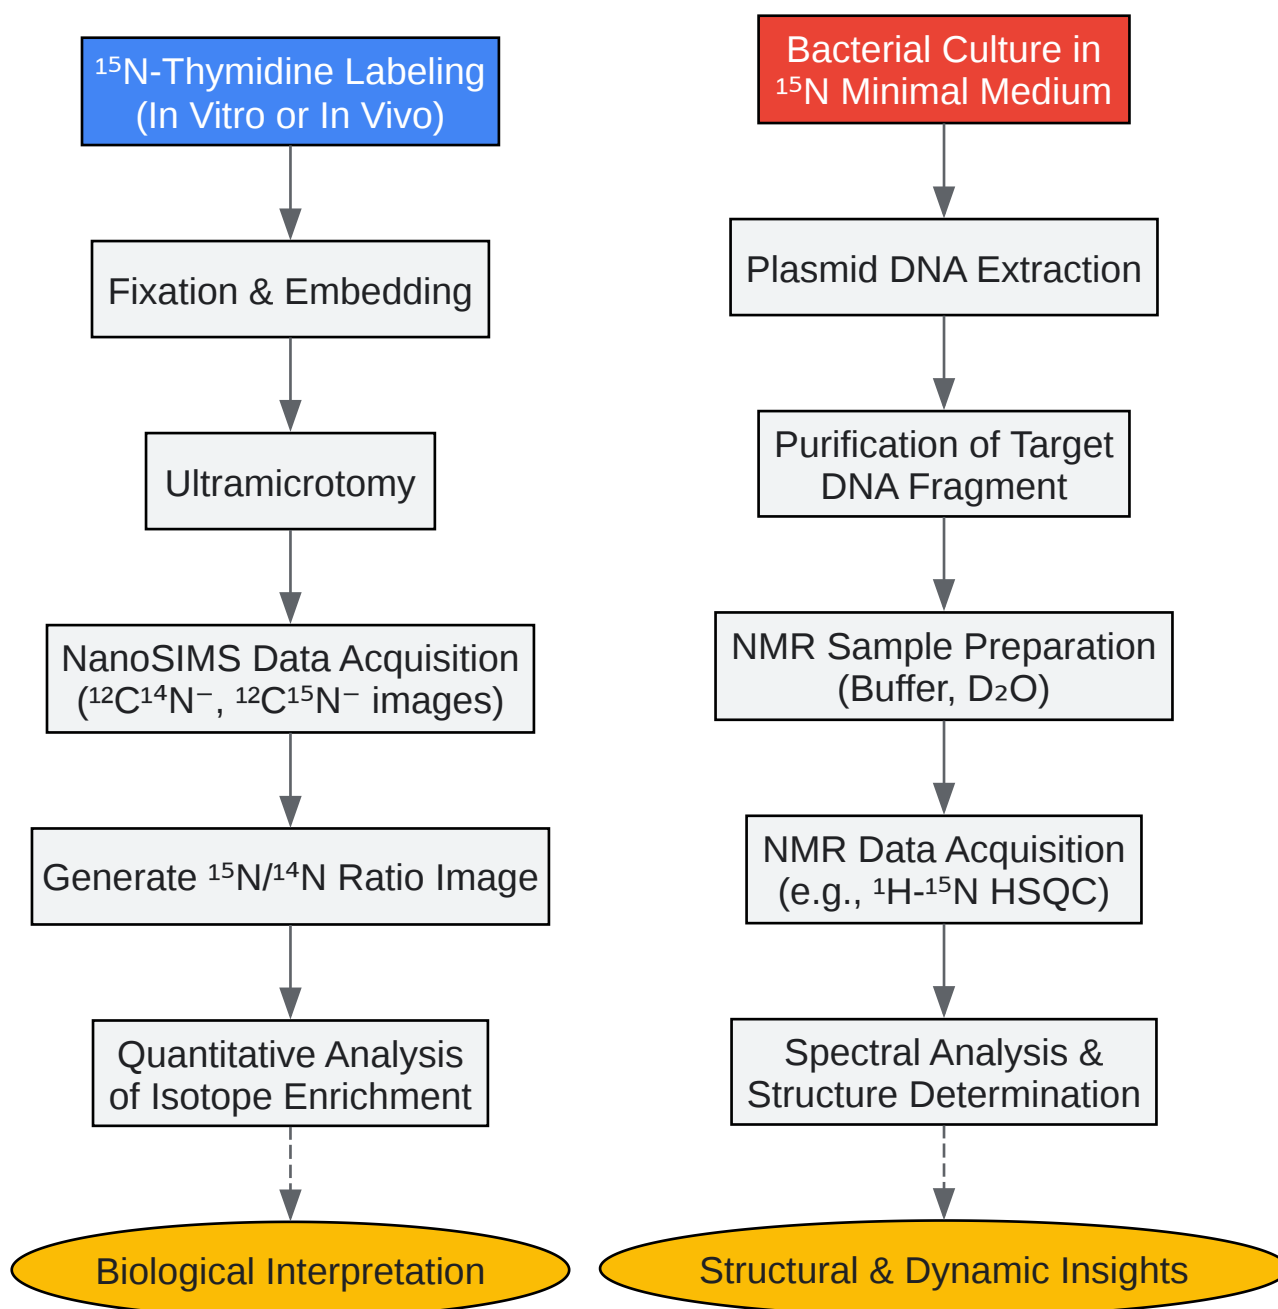 ¹⁵N-Thymidine Labeling
(In Vitro or In Vivo)
Fixation & Embedding
Ultramicrotomy
NanoSIMS Data Acquisition
(¹²C¹⁴N⁻, ¹²C¹⁵N⁻ images)
Generate ¹⁵N/¹⁴N Ratio Image
Quantitative Analysis
of Isotope Enrichment
Biological Interpretation
Bacterial Culture in
¹⁵N Minimal Medium
Plasmid DNA Extraction
Purification of Target
DNA Fragment
NMR Sample Preparation
(Buffer, D₂O)
NMR Data Acquisition
(e.g., ¹H-¹⁵N HSQC)
Spectral Analysis &
Structure Determination
Structural & Dynamic Insights